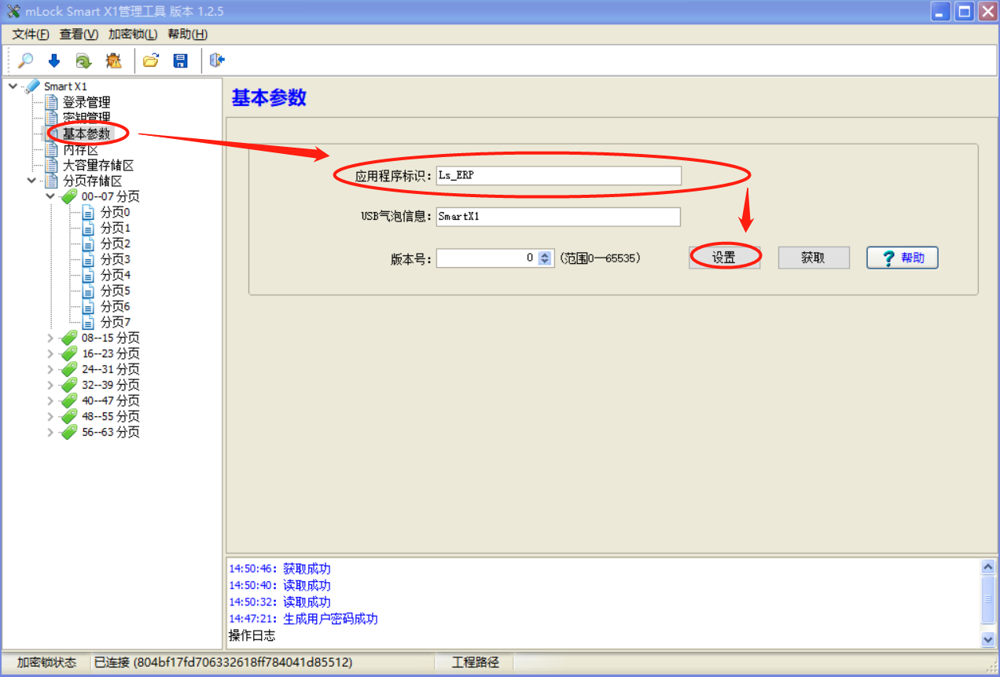 mLock Smart X1管理工具 版本 1.2.5
文件(F) 查看(V) 加密锁(L) 帮助(H)
Smart X1
登录管理
密钥管理
基本参数
内存区
大容量存储区
分页存储区
00--07 分页
分页0
分页1
分页2
分页3
分页4
分页5
分页6
分页7
08--15 分页
16--23 分页
24--31 分页
32--39 分页
40--47 分页
48--55 分页
56--63 分页
基本参数
应用程序标识: Ls_ERP
USB气泡信息: SmartX1
版本号: 0 (范围0—65535) 设置 获取 ? 帮助
14:50:46: 获取成功
14:50:40: 读取成功
14:50:32: 读取成功
14:47:21: 生成用户密码成功
操作日志
加密锁状态 已连接 (804bf17fd706332618ff784041d85512) 工程路径